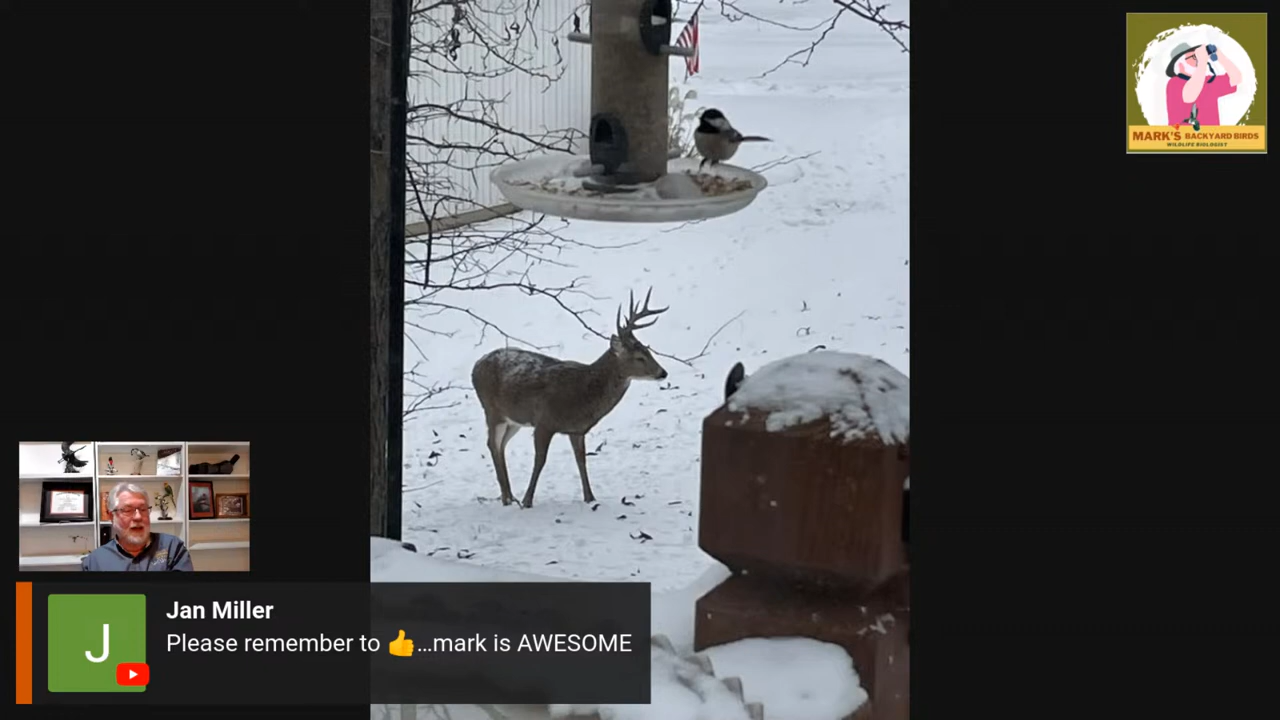 MARK'S BACKYARD BIRDS
WILDLIFE BIOLOGIST
J
Jan Miller
Please remember to 👍...mark is AWESOME